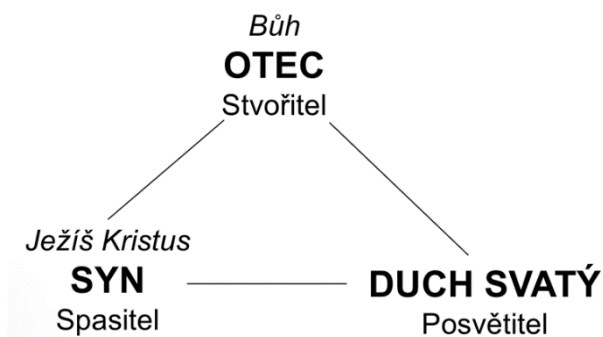 Bůh
OTEC
Stvořitel
Ježíš Kristus
SYN
Spasitel
DUCH SVATÝ
Posvětitel